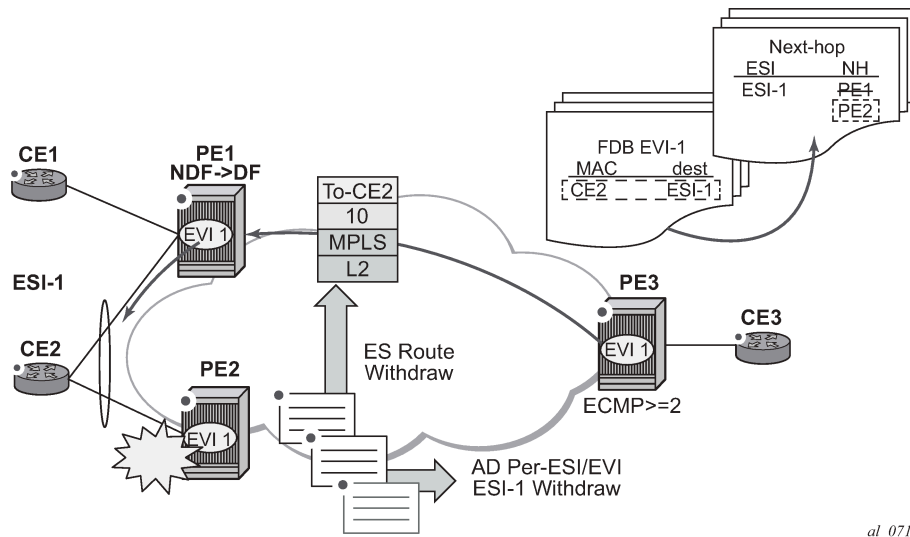 Next-hop
ESI NH
ESI-1 PE1
PE2
FDB EVI-1
MAC dest
CE2 ESI-1
CE1
PE1
NDF->DF
EVI 1
To-CE2
10
MPLS
L2
ESI-1
PE3
CE3
EVI 1
CE2
PE2
ES Route
Withdraw
ECMP>=2
EVI 1
AD Per-ESI/EVI
ESI-1 Withdraw
al_071